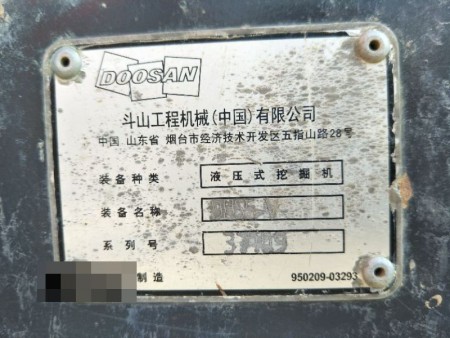 DOOSAN
斗山工程机械(中国)有限公司
中国 山东省 烟台市经济技术开发区五指山路28号
装备种类 液压式挖掘机
装备名称
系列号
制造 950209-03293